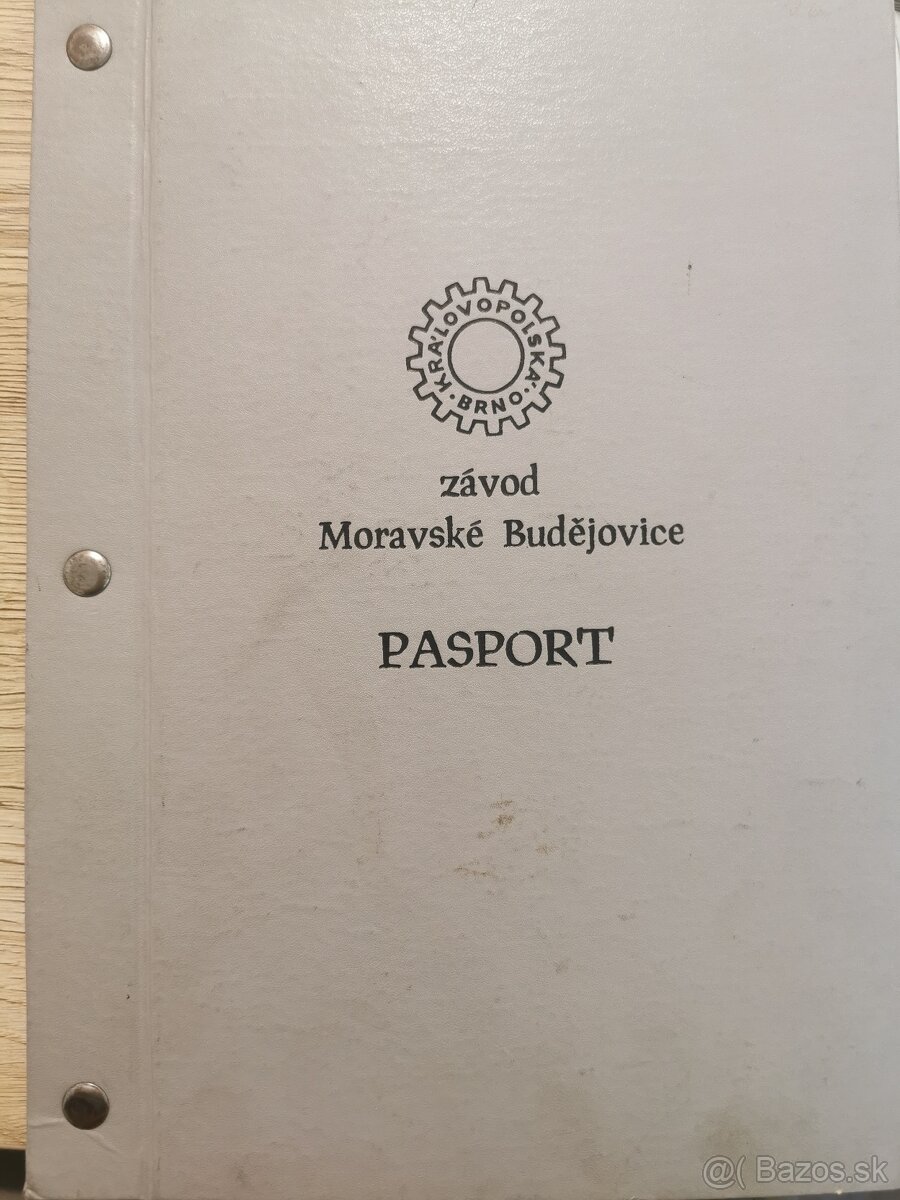 KRÁLOVOPOLSKÁ · BRNO ·
závod
Moravské Budějovice
PASPORT
@( Bazos.sk